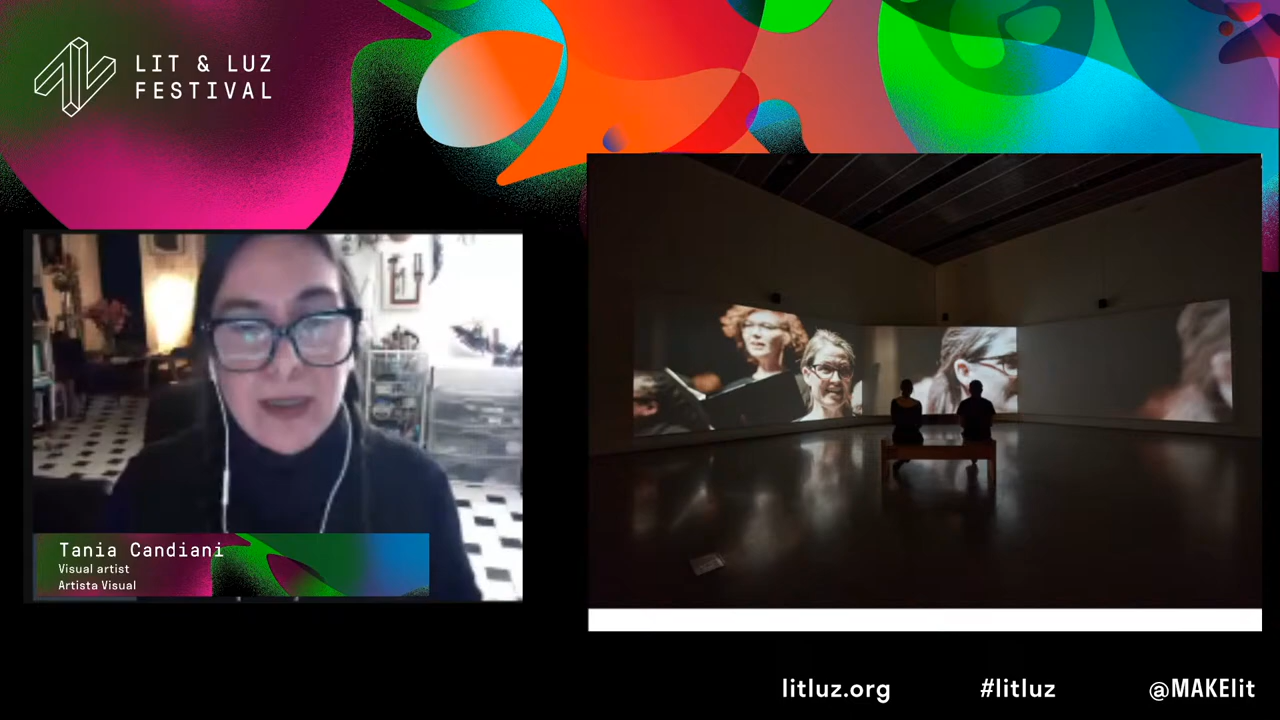 LIT & LUZ
FESTIVAL
Tania Candiani
Visual artist
Artista Visual
litluz.org
#litluz
@MAKElit